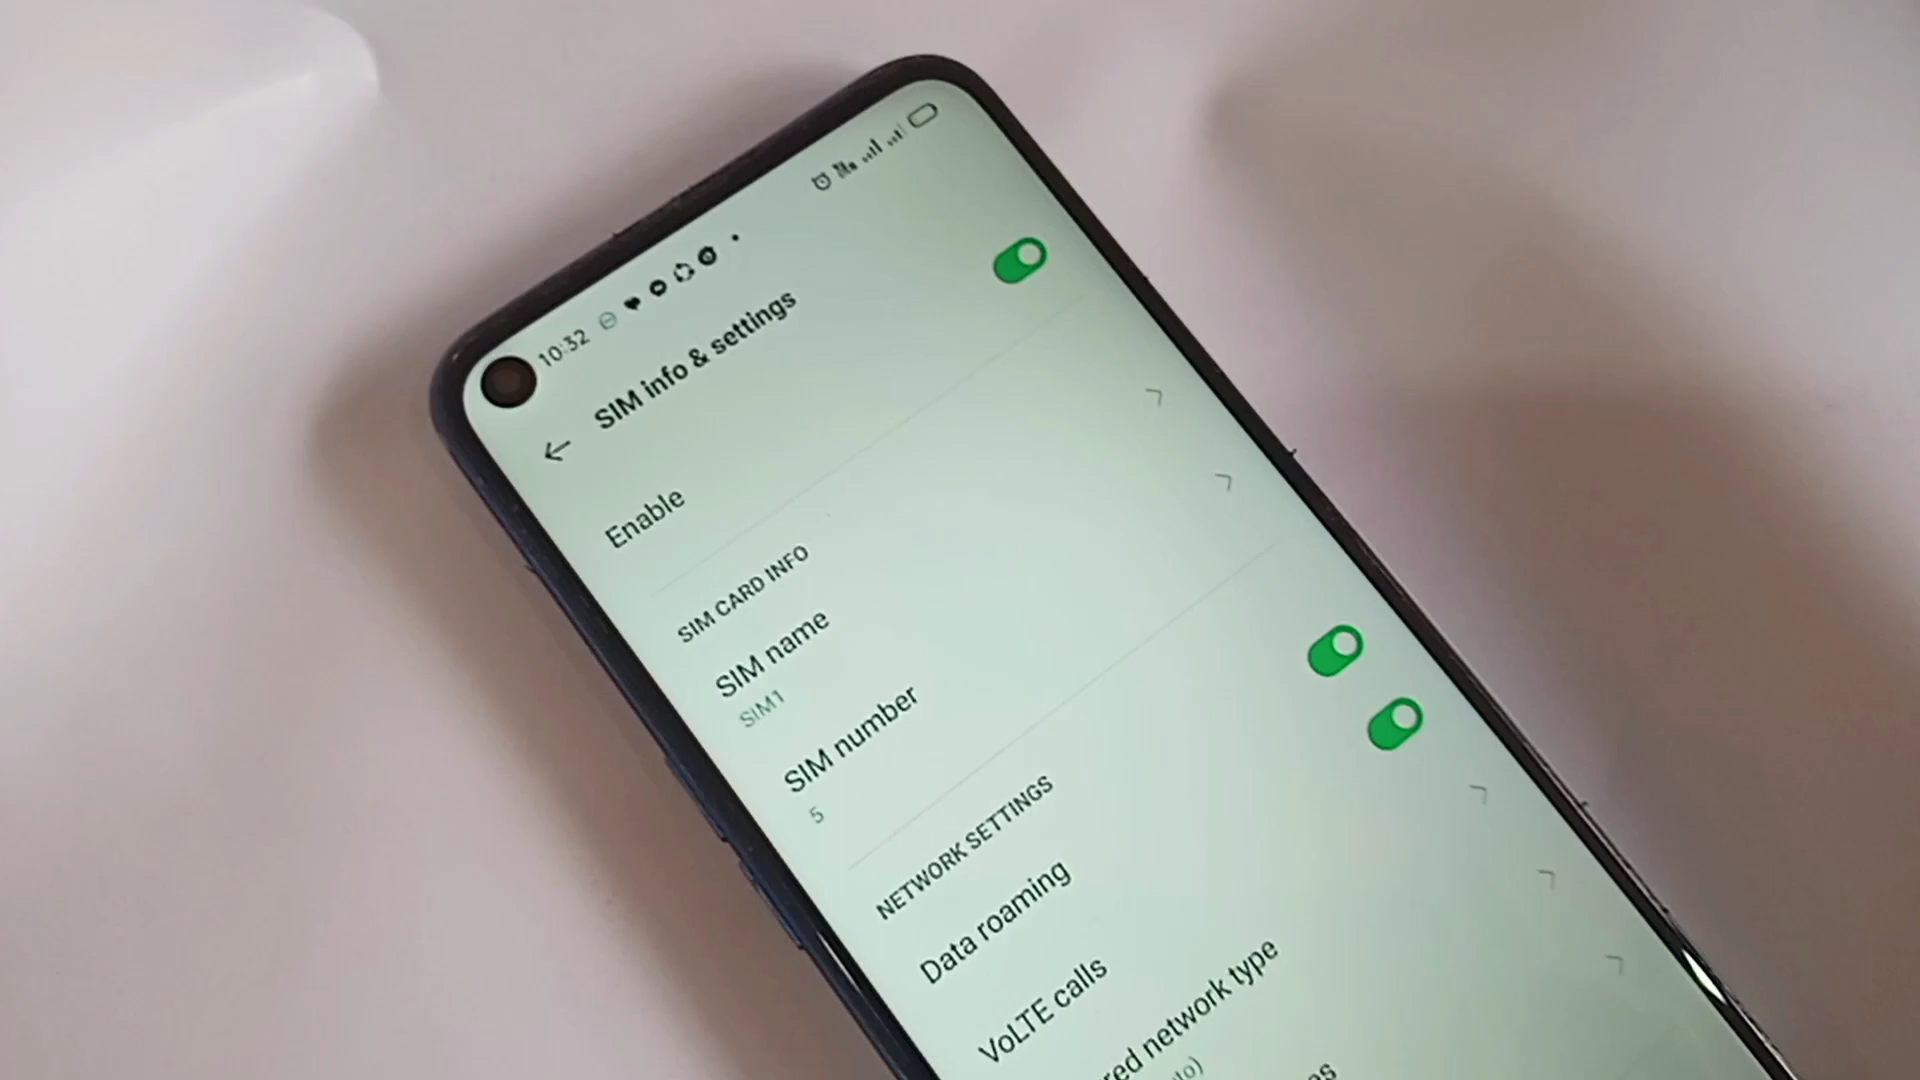 10:32
SIM info & settings
Enable
SIM CARD INFO
SIM name
SIM1
SIM number
5
NETWORK SETTINGS
Data roaming
VoLTE calls
network type